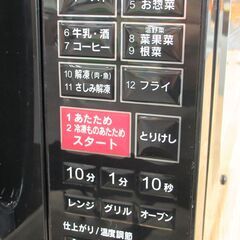 5 お惣菜
6 牛乳・酒
7 コーヒー
温野菜
8 葉果菜
9 根菜
10 解凍(肉・魚)
11 さしみ解凍
12 フライ
1 あたため
2 冷凍ものあたため
スタート
とりけし
10分
1分
10秒
レンジ
グリル
オーブン
仕上がり/温度調節